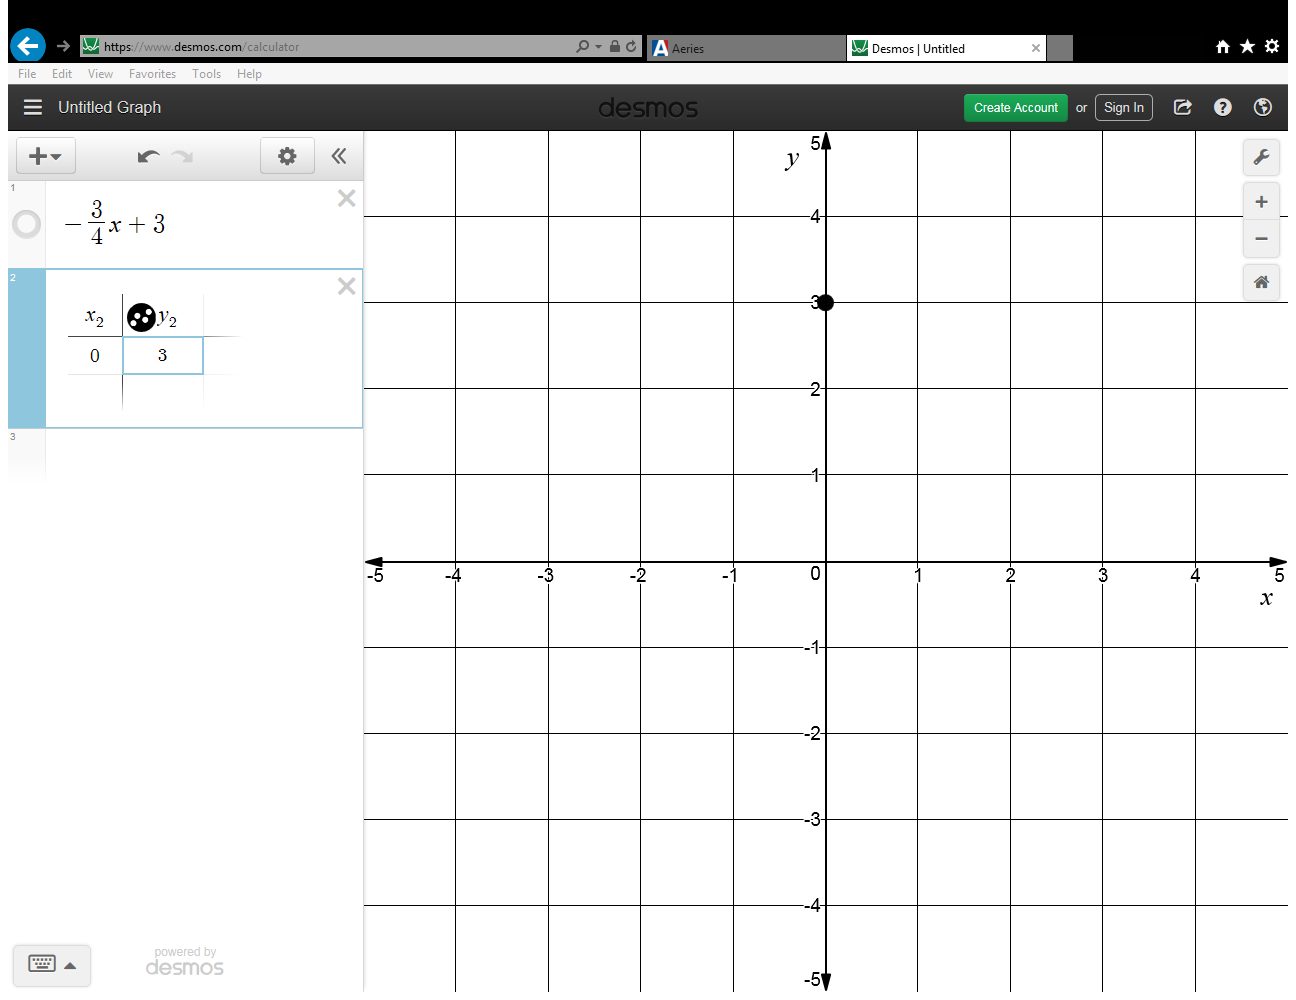 https://www.desmos.com/calculator
Aeries
Desmos | Untitled
File Edit View Favorites Tools Help
Untitled Graph
desmos
Create Account or Sign In
1
−3/4x + 3
2
x₂ y₂
0 3
3
powered by
desmos
y
5
4
3
2
1
-5 -4 -3 -2 -1 0 1 2 3 4 5
x
-1
-2
-3
-4
-5